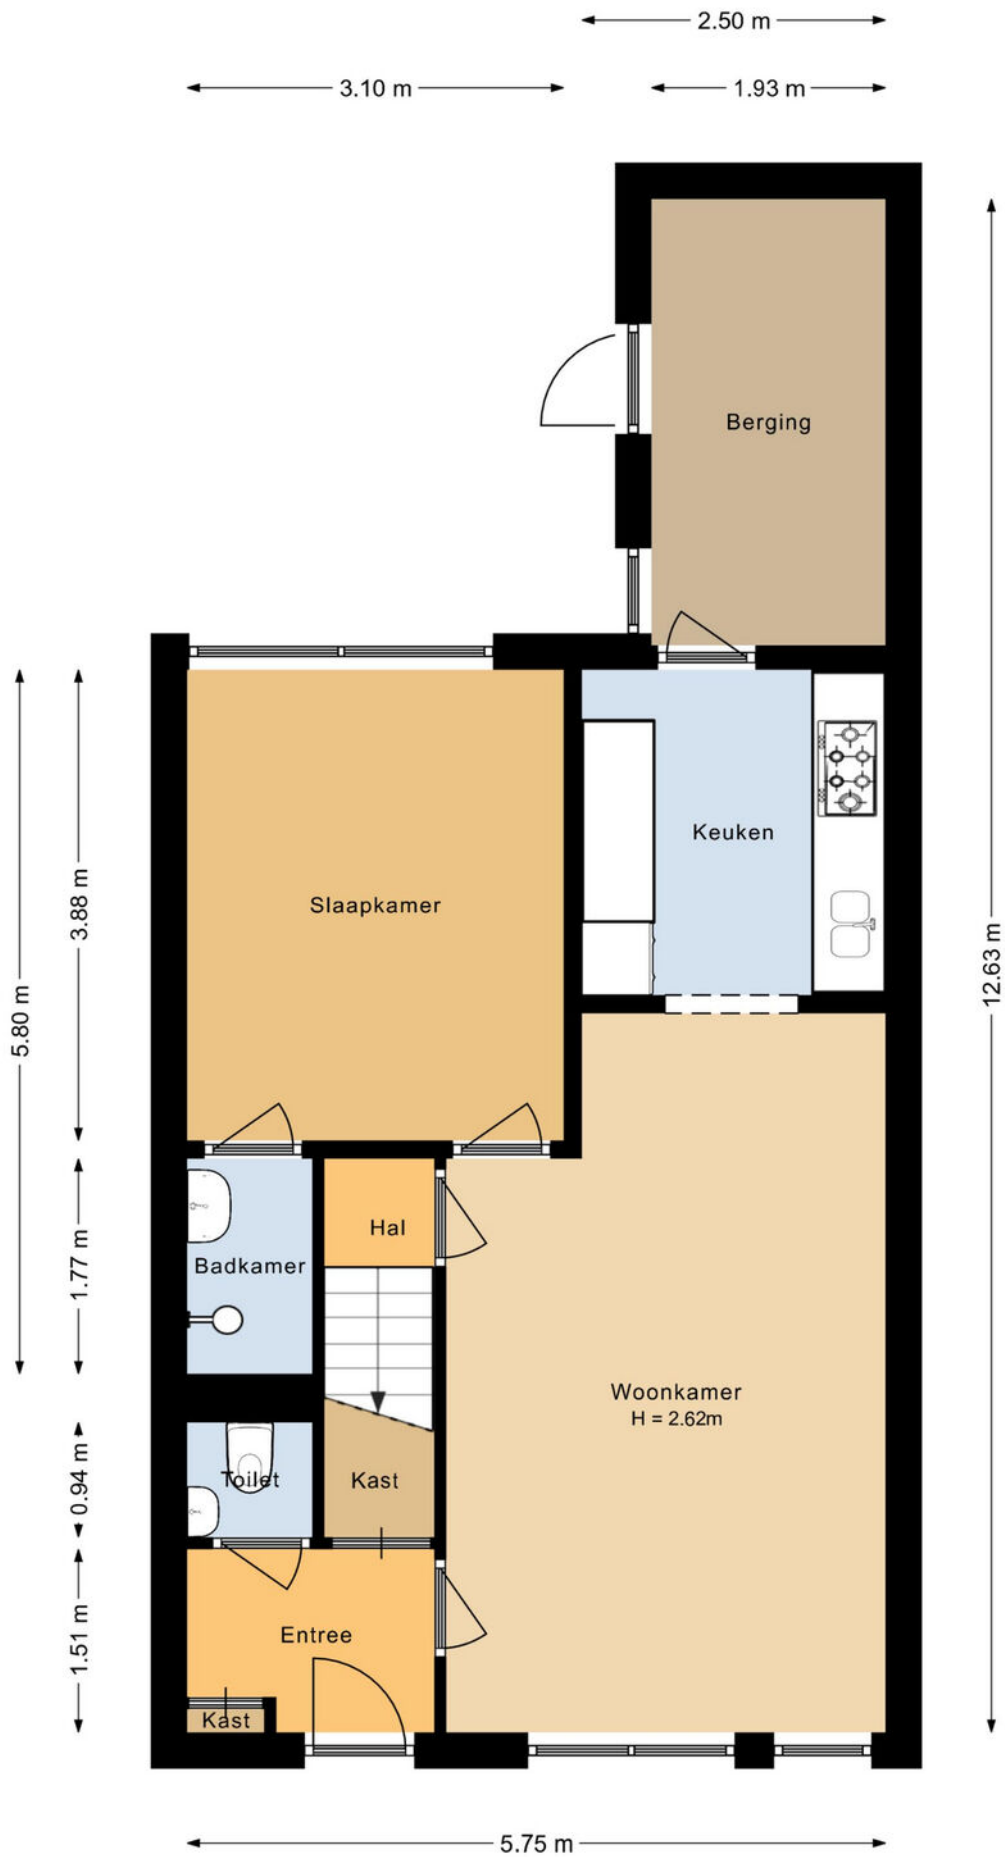 2.50 m
3.10 m
1.93 m
Berging
Keuken
Slaapkamer
3.88 m
12.63 m
5.80 m
Hal
Badkamer
1.77 m
Woonkamer
H = 2.62m
Toilet
Kast
0.94 m
Entree
1.51 m
Kast
5.75 m